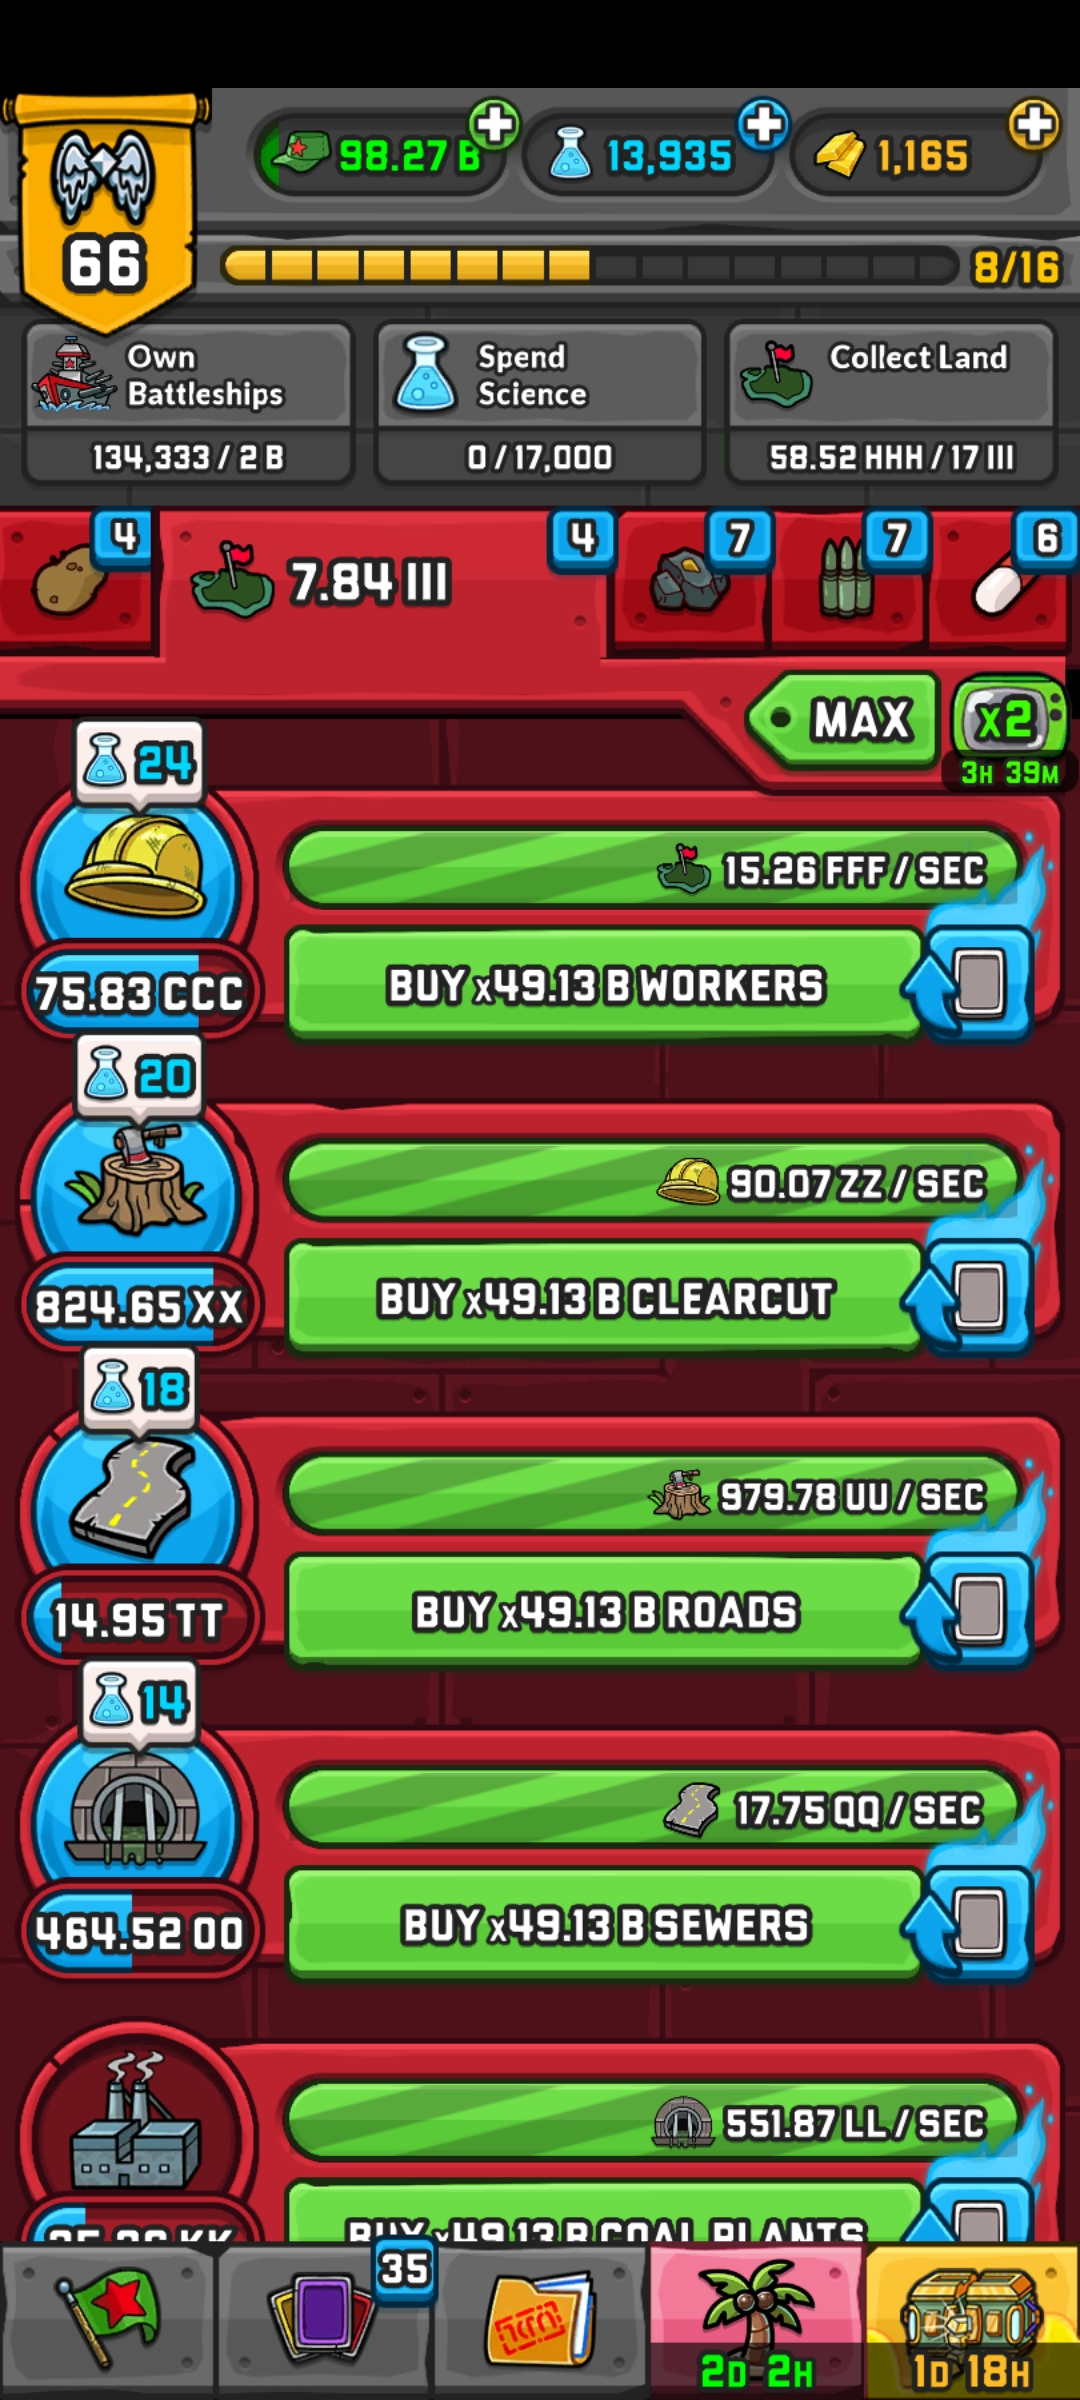 98.27 B
13,935
1,165
66
8/16
Own
Battleships
134,333 / 2 B
Spend
Science
0 / 17,000
Collect Land
58.52 HHH / 17 III
4
7.84 III
4
7
7
6
MAX
x2
3H 39M
24
15.26 FFF / SEC
75.83 CCC
BUY x49.13 B WORKERS
20
90.07 ZZ / SEC
824.65 XX
BUY x49.13 B CLEARCUT
18
979.78 UU / SEC
14.95 TT
BUY x49.13 B ROADS
14
17.75 QQ / SEC
464.52 OO
BUY x49.13 B SEWERS
551.87 LL / SEC
BUY x49.13 B COAL PLANTS
35
2D 2H
1D 18H